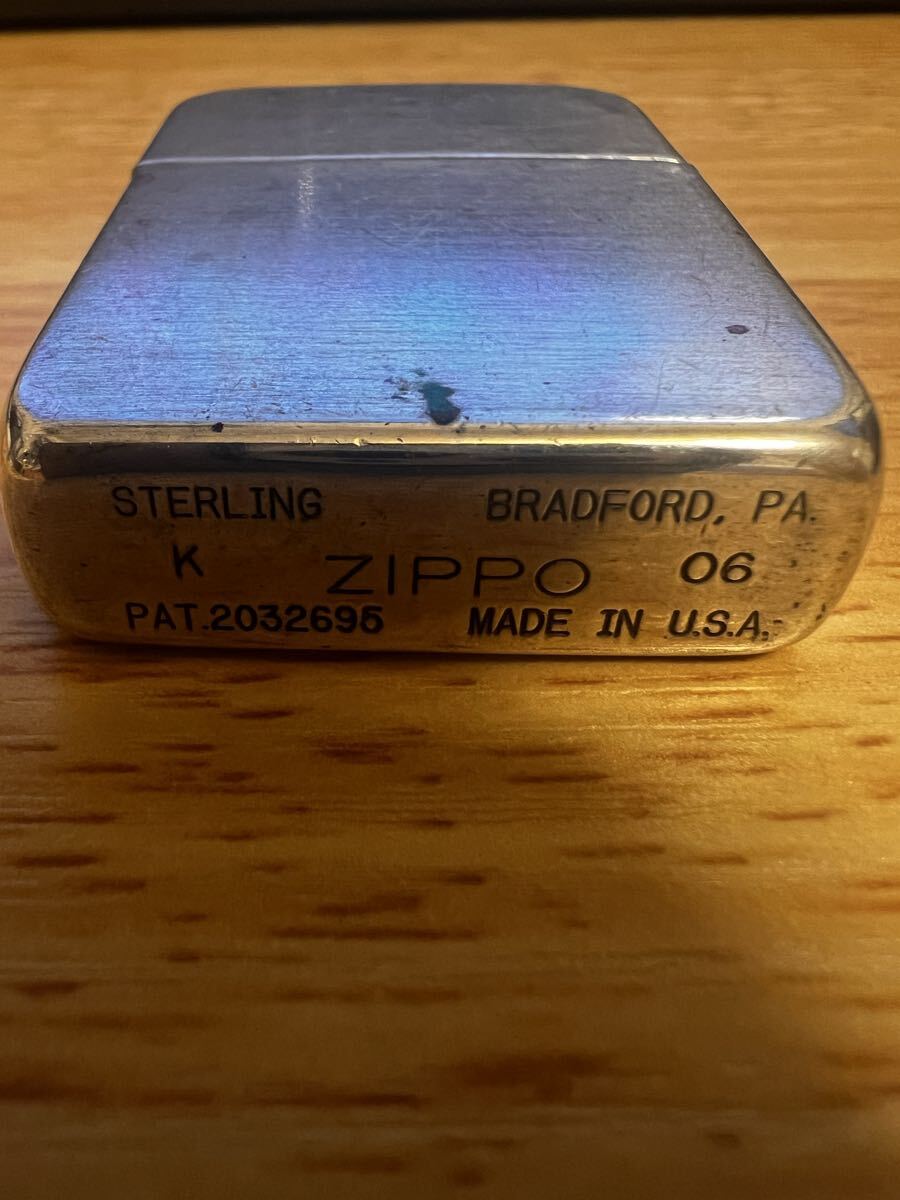 STERLING BRADFORD, PA.
K ZIPPO 06
PAT.2032695 MADE IN U.S.A.